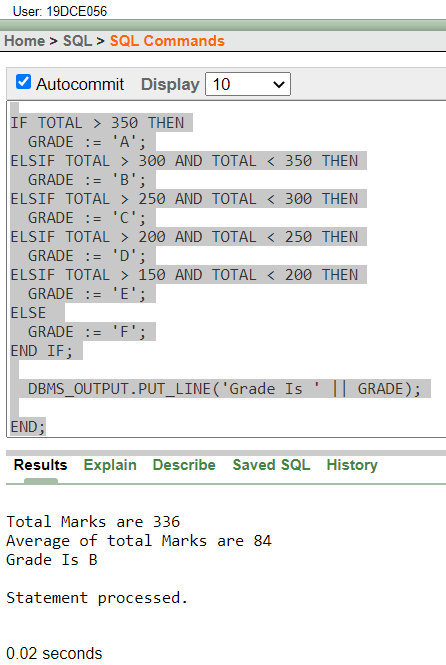 User: 19DCE056
Home > SQL > SQL Commands
Autocommit Display 10
IF TOTAL > 350 THEN
  GRADE := 'A';
ELSIF TOTAL > 300 AND TOTAL < 350 THEN
  GRADE := 'B';
ELSIF TOTAL > 250 AND TOTAL < 300 THEN
  GRADE := 'C';
ELSIF TOTAL > 200 AND TOTAL < 250 THEN
  GRADE := 'D';
ELSIF TOTAL > 150 AND TOTAL < 200 THEN
  GRADE := 'E';
ELSE
  GRADE := 'F';
END IF;
  DBMS_OUTPUT.PUT_LINE('Grade Is ' || GRADE);
END;
Results Explain Describe Saved SQL History
Total Marks are 336
Average of total Marks are 84
Grade Is B
Statement processed.
0.02 seconds